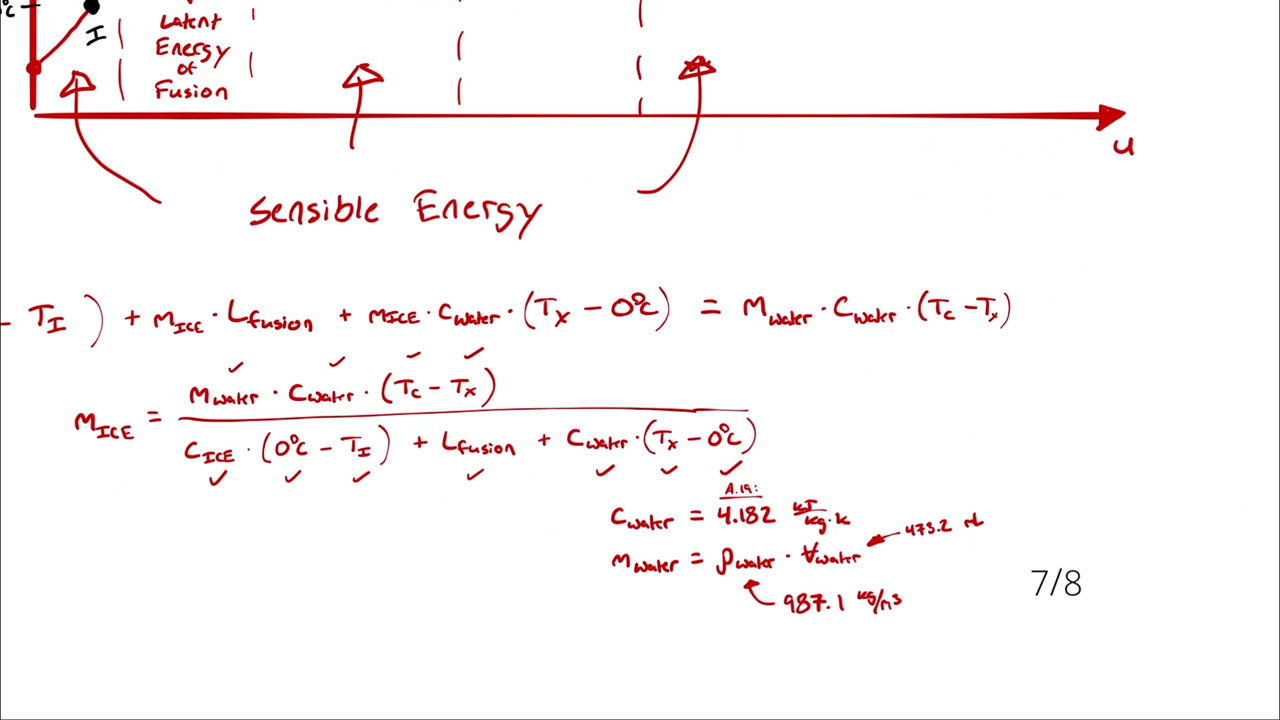 °C
I
Latent
Energy
of
Fusion
u
Sensible Energy
- T_I ) + m_ICE · L_fusion + m_ICE · C_water · (T_x - 0°C) = m_water · C_water · (T_C - T_x)
m_ICE = m_water · C_water · (T_C - T_x) / C_ICE · (0°C - T_I) + L_fusion + C_water · (T_x - 0°C)
A.19:
C_water = 4.182 kJ/kg·K
m_water = ρ_water · V_water ← 473.2 mL
987.1 kg/m3
7/8